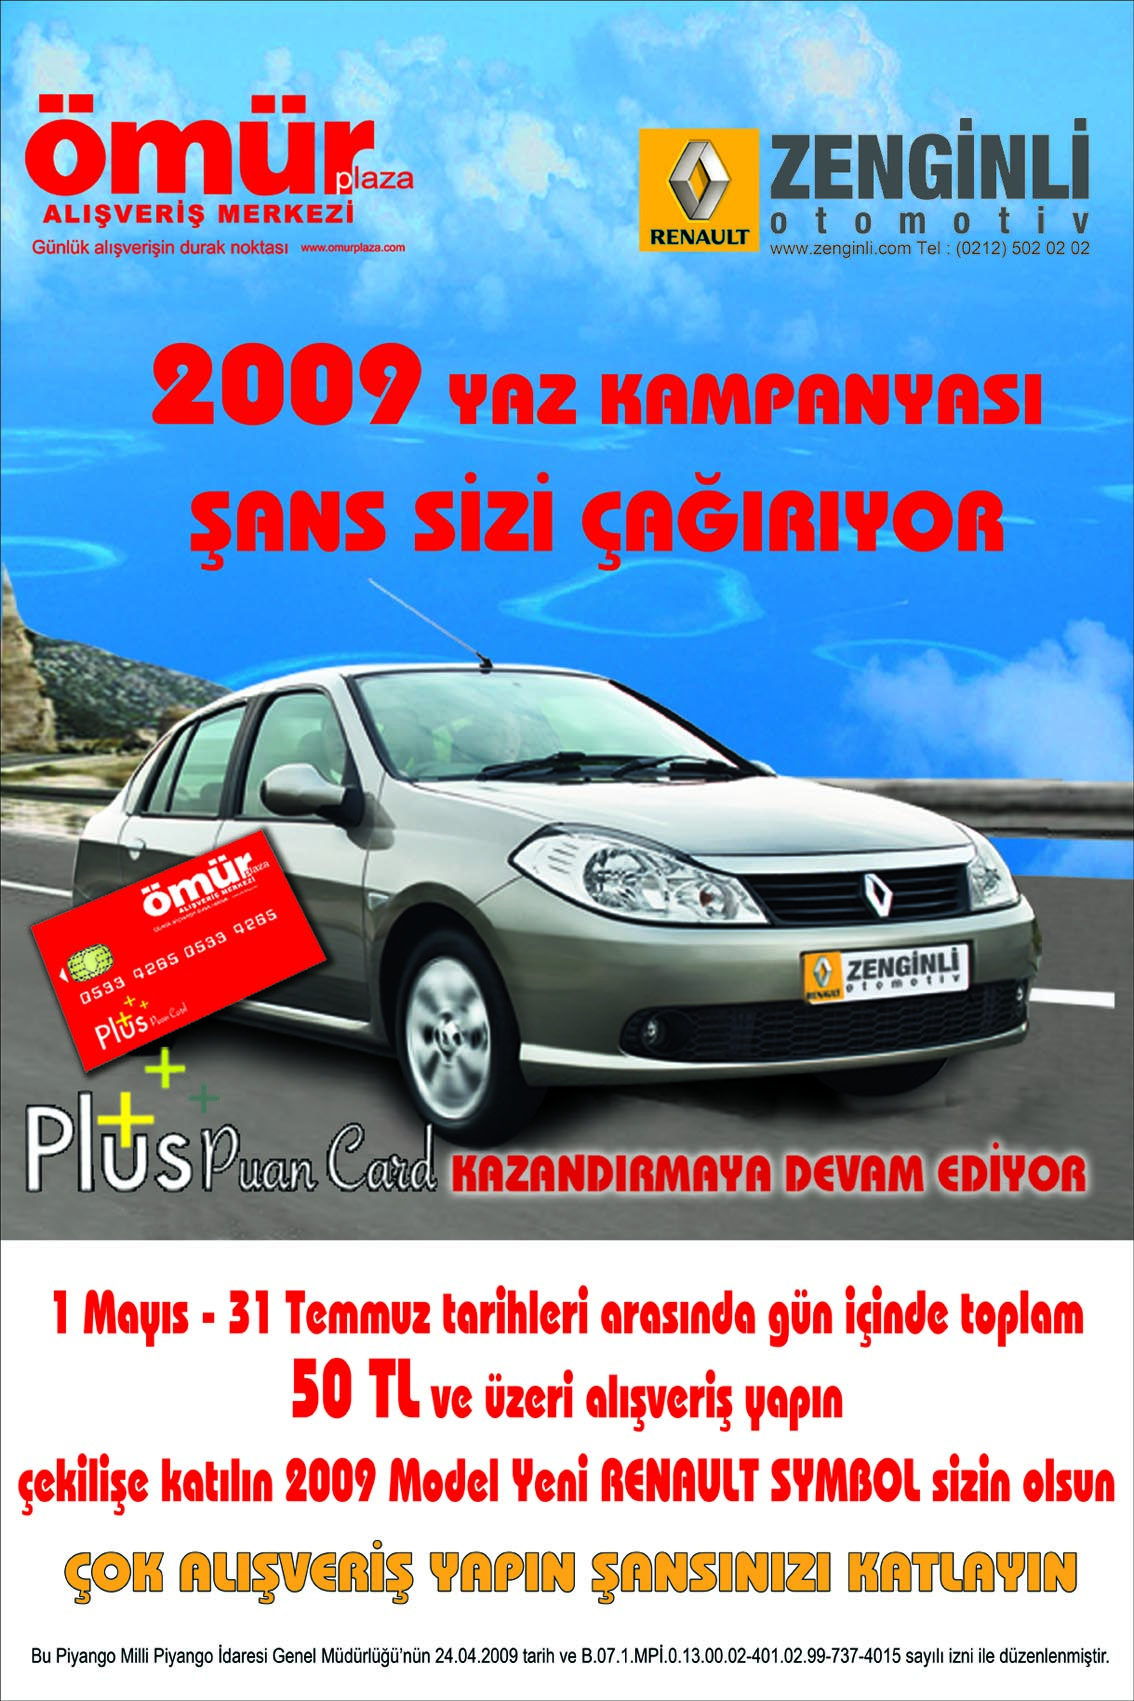 ömür plaza
ALIŞVERİŞ MERKEZİ
Günlük alışverişin durak noktası www.omurplaza.com
RENAULT
ZENGİNLİ
otomotiv
www.zenginli.com Tel : (0212) 502 02 02
2009 YAZ KAMPANYASI
ŞANS SİZİ ÇAĞIRIYOR
ömür plaza
ALIŞVERİŞ MERKEZİ
0533 4265 0533 4265
Plus Puan Card
RENAULT
ZENGİNLİ
otomotiv
Plus Puan Card KAZANDIRMAYA DEVAM EDİYOR
1 Mayıs - 31 Temmuz tarihleri arasında gün içinde toplam
50 TL ve üzeri alışveriş yapın
çekilişe katılın 2009 Model Yeni RENAULT SYMBOL sizin olsun
ÇOK ALIŞVERİŞ YAPIN ŞANSINIZI KATLAYIN
Bu Piyango Milli Piyango İdaresi Genel Müdürlüğü'nün 24.04.2009 tarih ve B.07.1.MPİ.0.13.00.02-401.02.99-737-4015 sayılı izni ile düzenlenmiştir.